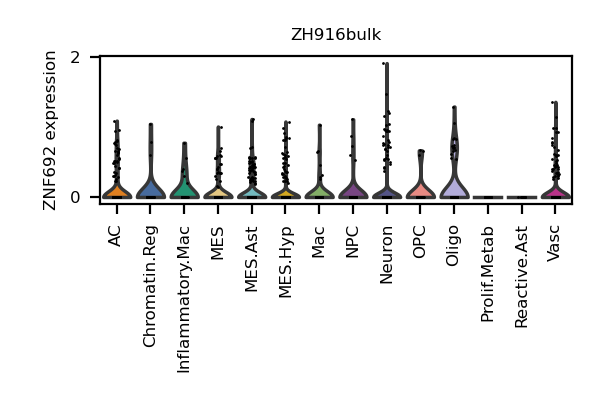 ZH916bulk
ZNF692 expression
2
0
AC
Chromatin.Reg
Inflammatory.Mac
MES
MES.Ast
MES.Hyp
Mac
NPC
Neuron
OPC
Oligo
Prolif.Metab
Reactive.Ast
Vasc